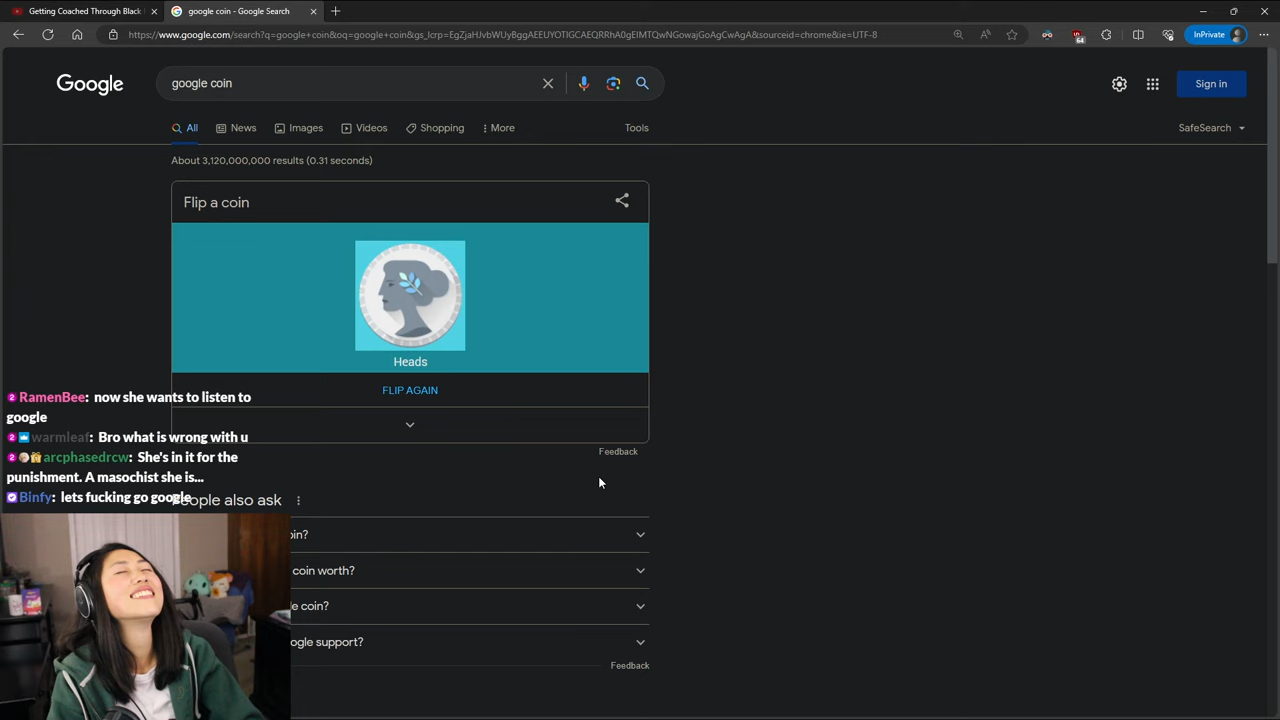 Getting Coached Through Black
google coin - Google Search
https://www.google.com/search?q=google+coin&oq=google+coin&gs_lcrp=EgZjaHJvbWUyBggAEEUYOTIGCAEQRRhA0gEIMTQwNGowajGoAgCwAgA&sourceid=chrome&ie=UTF-8
64
InPrivate
Google
google coin
Sign in
All
News
Images
Videos
Shopping
More
Tools
SafeSearch
About 3,120,000,000 results (0.31 seconds)
Flip a coin
Heads
FLIP AGAIN
Feedback
2 RamenBee: now she wants to listen to
google
2 warmleaf: Bro what is wrong with u
2 arcphasedrcw: She's in it for the
punishment. A masochist she is...
Binfy: lets fucking go google
People also ask
coin worth?
coin?
ogle support?
Feedback